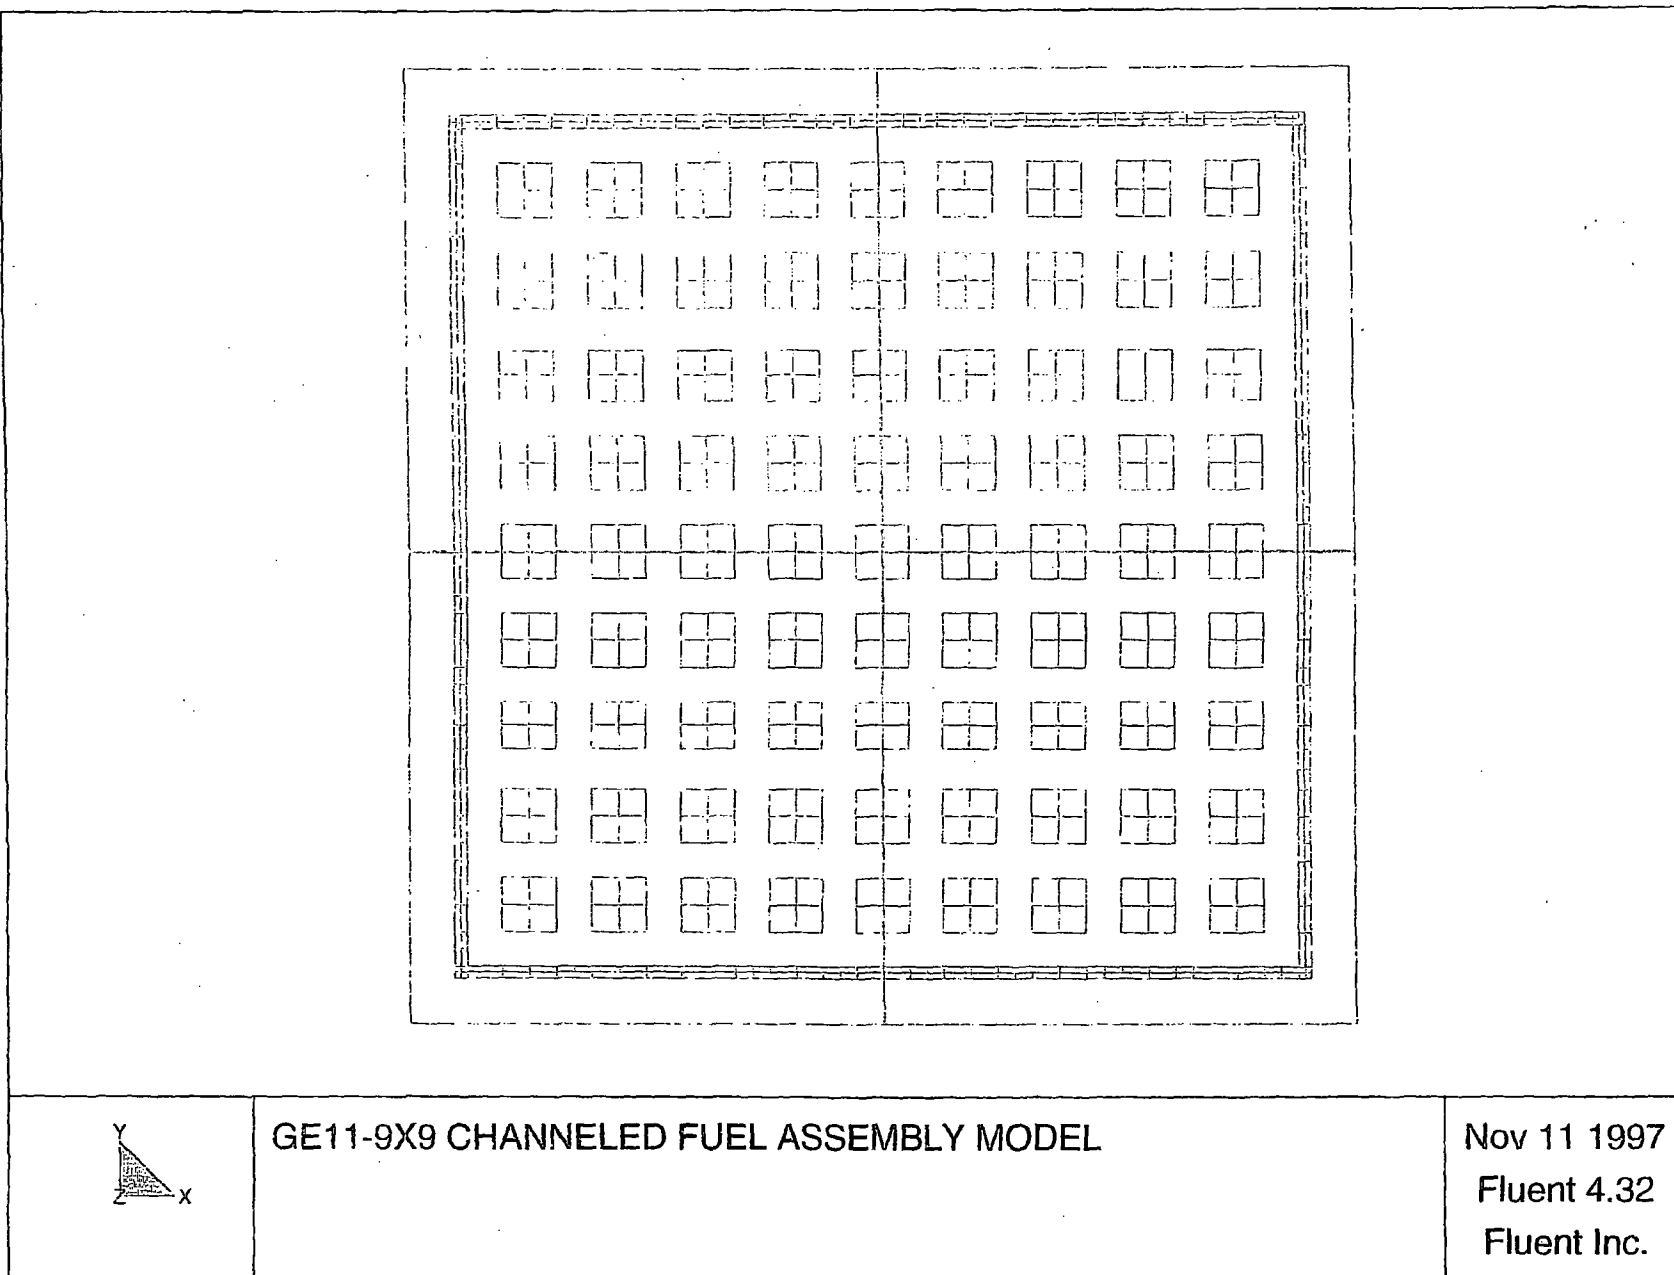 Y
Z X
GE11-9X9 CHANNELED FUEL ASSEMBLY MODEL
Nov 11 1997
Fluent 4.32
Fluent Inc.